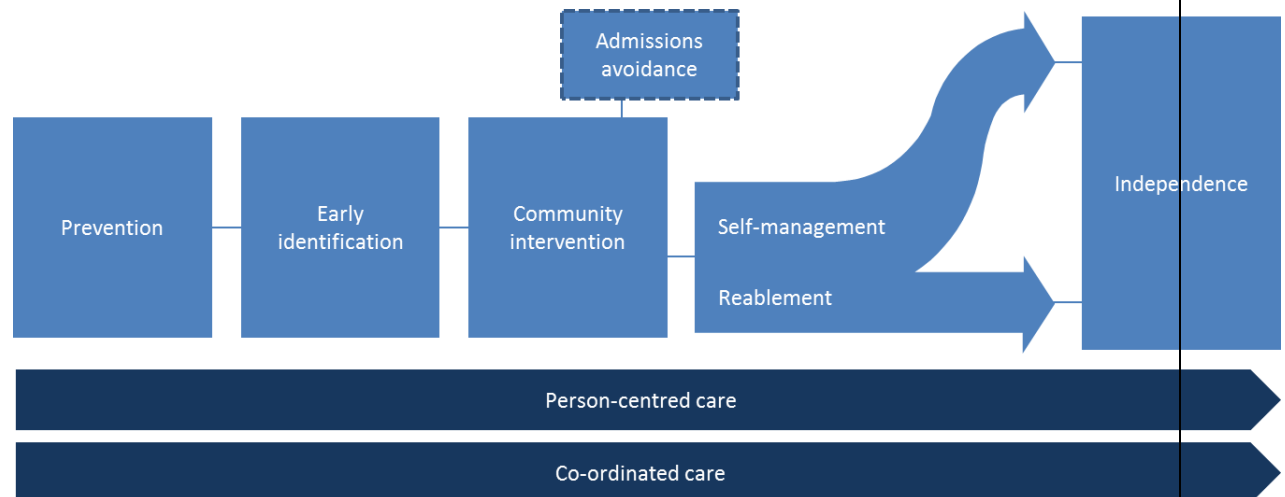 Admissions
avoidance
Prevention
Early
identification
Community
intervention
Self-management
Reablement
Independence
Person-centred care
Co-ordinated care